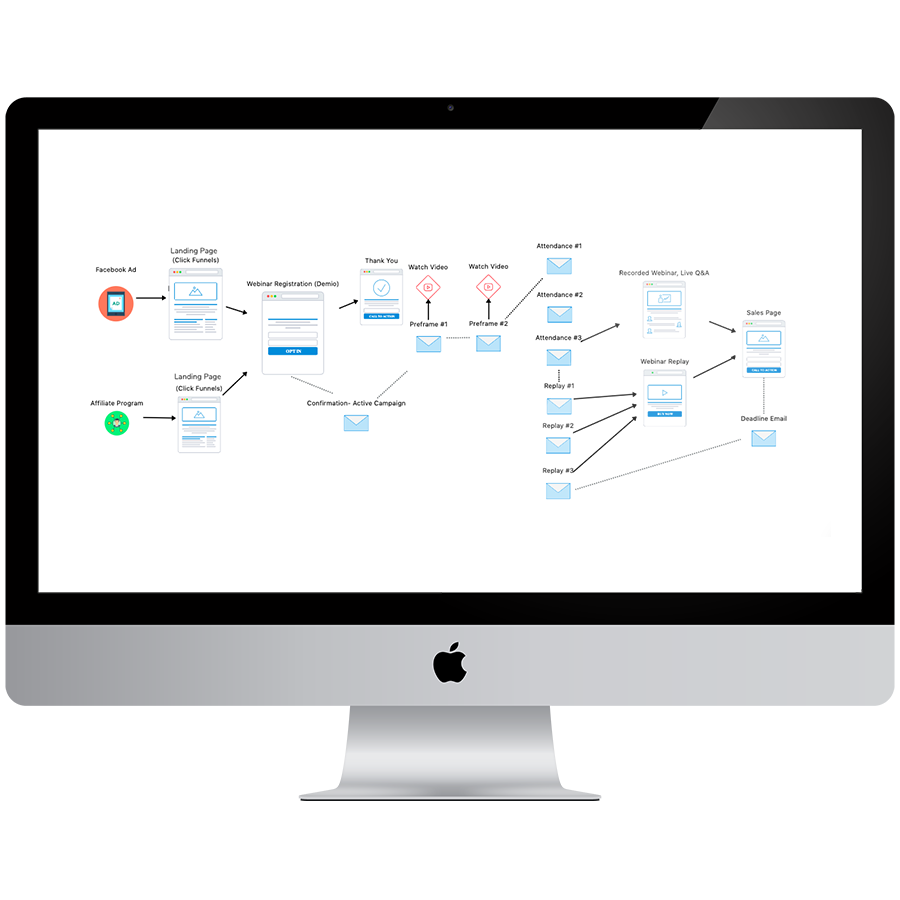 Facebook Ad
AD
Landing Page
(Click Funnels)
Webinar Registration (Demio)
OPT IN
Thank You
CALL TO ACTION
Watch Video
Preframe #1
Watch Video
Preframe #2
Attendance #1
Attendance #2
Attendance #3
Recorded Webinar, Live Q&A
Sales Page
CALL TO ACTION
Affiliate Program
Landing Page
(Click Funnels)
Confirmation- Active Campaign
Replay #1
Replay #2
Replay #3
Webinar Replay
BUY NOW
Deadline Email